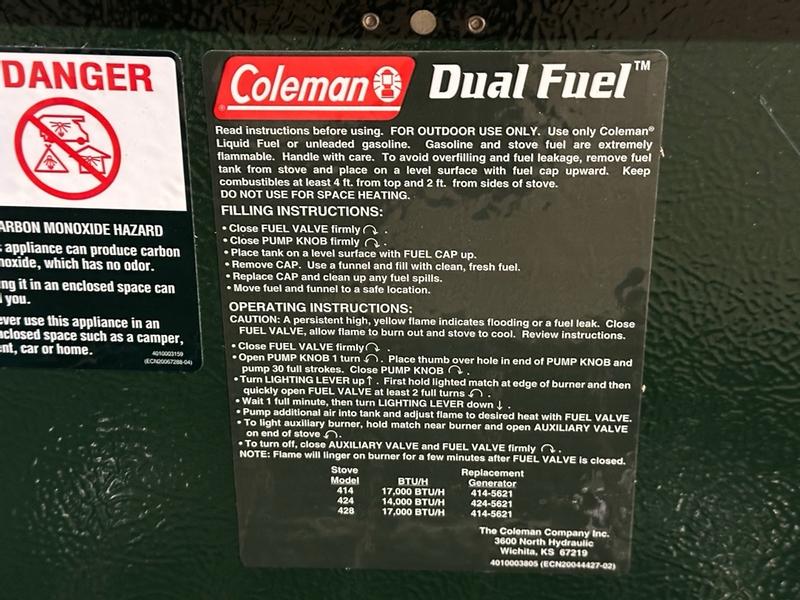 DANGER
ARBON MONOXIDE HAZARD
appliance can produce carbon
noxide, which has no odor.
ng it in an enclosed space can
you.
ever use this appliance in an
nclosed space such as a camper,
ent, car or home.
4010003159
(ECN20067288-04)
Coleman® Dual Fuel™
Read instructions before using. FOR OUTDOOR USE ONLY. Use only Coleman®
Liquid Fuel or unleaded gasoline. Gasoline and stove fuel are extremely
flammable. Handle with care. To avoid overfilling and fuel leakage, remove fuel
tank from stove and place on a level surface with fuel cap upward. Keep
combustibles at least 4 ft. from top and 2 ft. from sides of stove.
DO NOT USE FOR SPACE HEATING.
FILLING INSTRUCTIONS:
• Close FUEL VALVE firmly .
• Close PUMP KNOB firmly .
• Place tank on a level surface with FUEL CAP up.
• Remove CAP. Use a funnel and fill with clean, fresh fuel.
• Replace CAP and clean up any fuel spills.
• Move fuel and funnel to a safe location.
OPERATING INSTRUCTIONS:
CAUTION: A persistent high, yellow flame indicates flooding or a fuel leak. Close
FUEL VALVE, allow flame to burn out and stove to cool. Review instructions.
• Close FUEL VALVE firmly .
• Open PUMP KNOB 1 turn . Place thumb over hole in end of PUMP KNOB and
pump 30 full strokes. Close PUMP KNOB .
• Turn LIGHTING LEVER up ↑. First hold lighted match at edge of burner and then
quickly open FUEL VALVE at least 2 full turns .
• Wait 1 full minute, then turn LIGHTING LEVER down ↓.
• Pump additional air into tank and adjust flame to desired heat with FUEL VALVE.
• To light auxiliary burner, hold match near burner and open AUXILIARY VALVE
on end of stove .
• To turn off, close AUXILIARY VALVE and FUEL VALVE firmly .
NOTE: Flame will linger on burner for a few minutes after FUEL VALVE is closed.
Stove Replacement
Model BTU/H Generator
414 17,000 BTU/H 414-5621
424 14,000 BTU/H 424-5621
428 17,000 BTU/H 414-5621
The Coleman Company Inc.
3600 North Hydraulic
Wichita, KS 67219
4010003805 (ECN20044427-02)